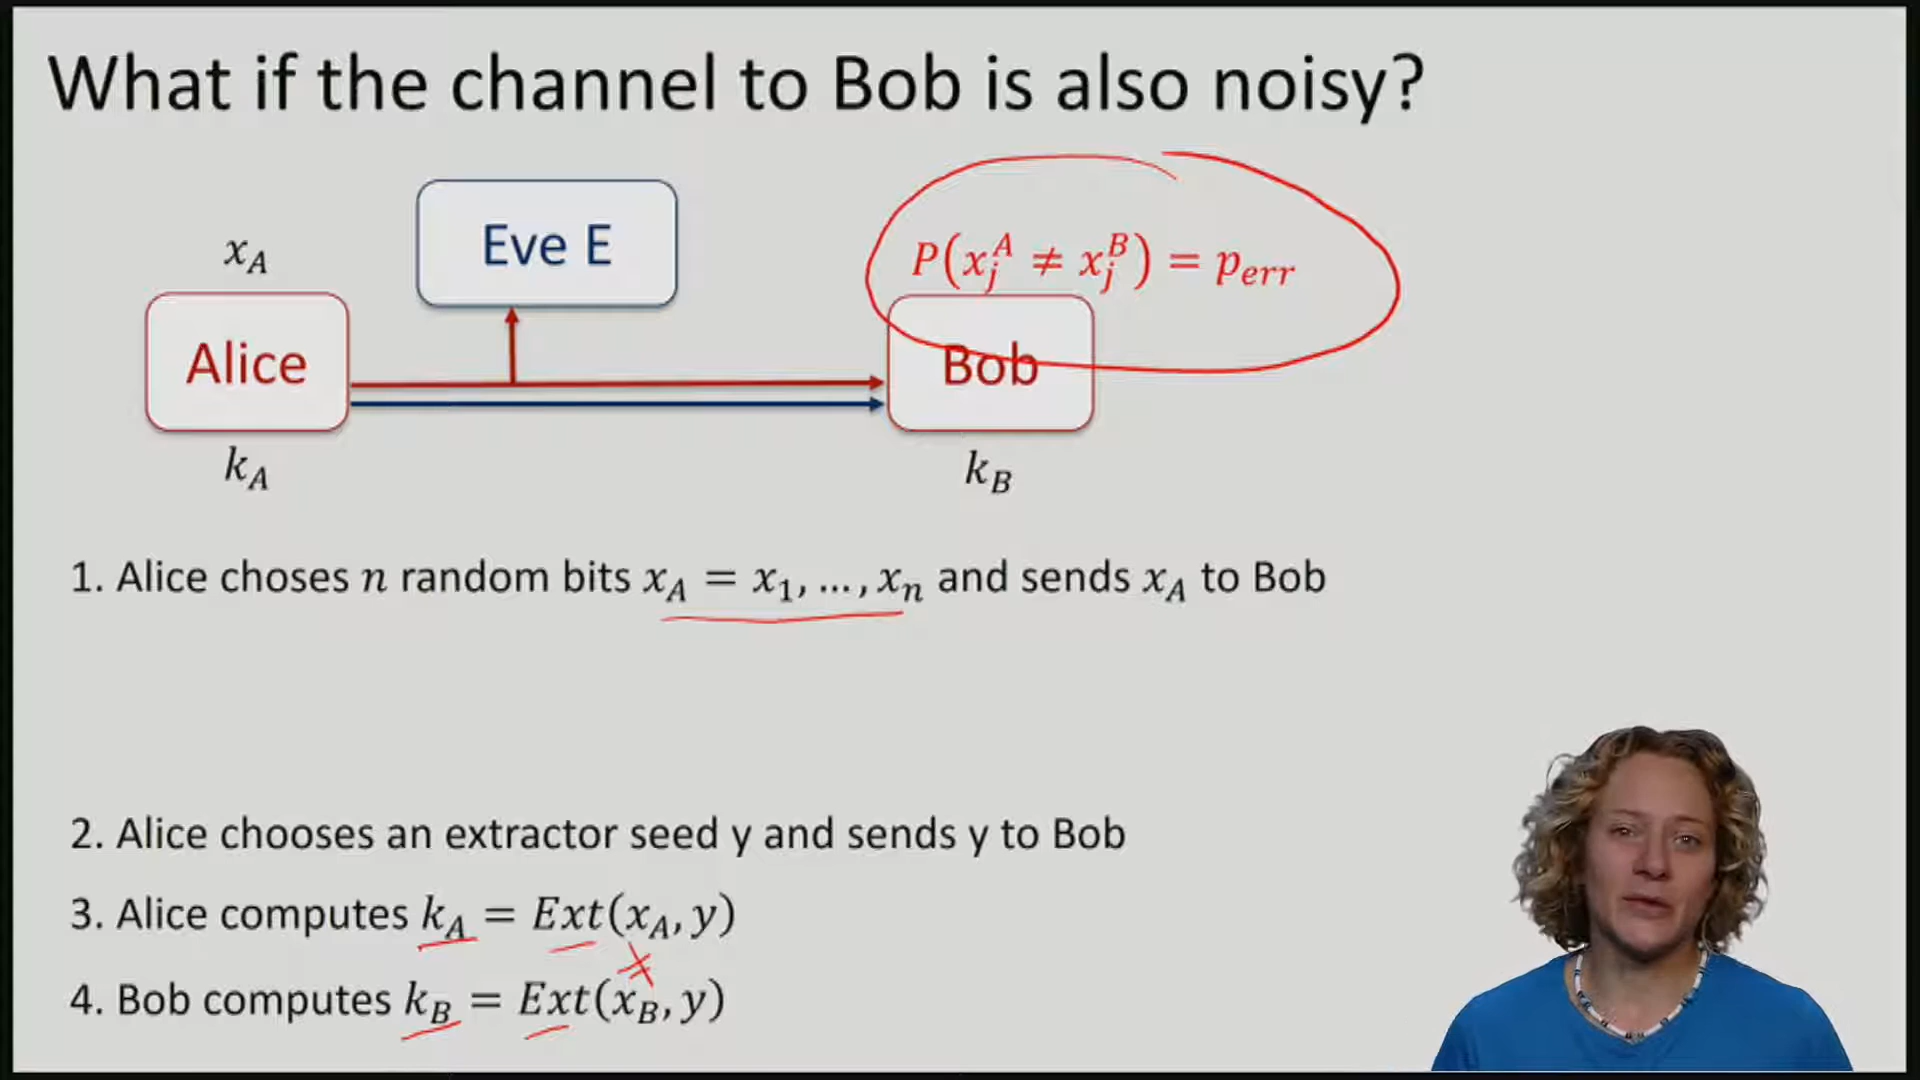 What if the channel to Bob is also noisy?
Eve E
x_A
P(x_j^A ≠ x_j^B) = p_err
Alice
Bob
k_A
k_B
1. Alice choses n random bits x_A = x_1, …, x_n and sends x_A to Bob
2. Alice chooses an extractor seed y and sends y to Bob
3. Alice computes k_A = Ext(x_A, y)
≠
4. Bob computes k_B = Ext(x_B, y)